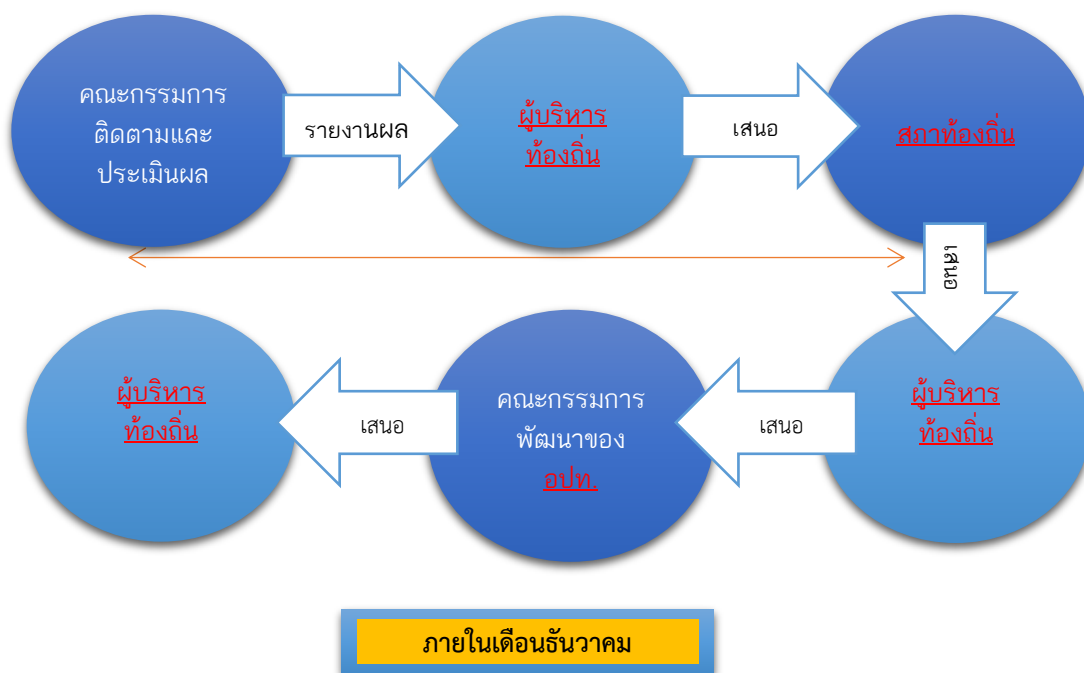 คณะกรรมการ
ติดตามและ
ประเมินผล
รายงานผล
ผู้บริหาร
ท้องถิ่น
เสนอ
สภาท้องถิ่น
เสนอ
ผู้บริหาร
ท้องถิ่น
เสนอ
คณะกรรมการ
พัฒนาของ
อปท.
เสนอ
ผู้บริหาร
ท้องถิ่น
ภายในเดือนธันวาคม